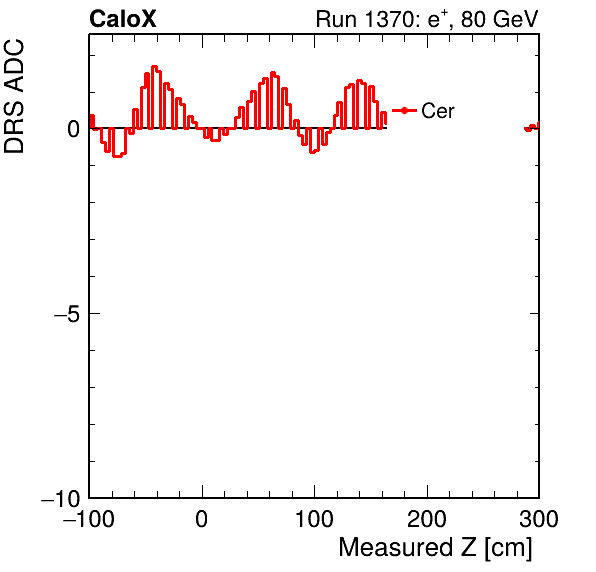 CaloX Run 1370: e⁺, 80 GeV
DRS ADC
Cer
0
−5
−10
−100 0 100 200 300
Measured Z [cm]